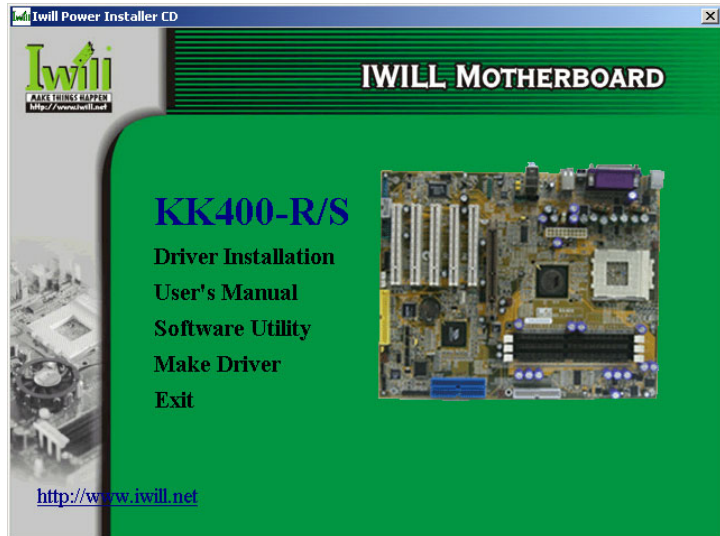 Iwill Power Installer CD
Iwill
MAKE THINGS HAPPEN
http://www.iwill.net
IWILL MOTHERBOARD
KK400-R/S
Driver Installation
User's Manual
Software Utility
Make Driver
Exit
http://www.iwill.net